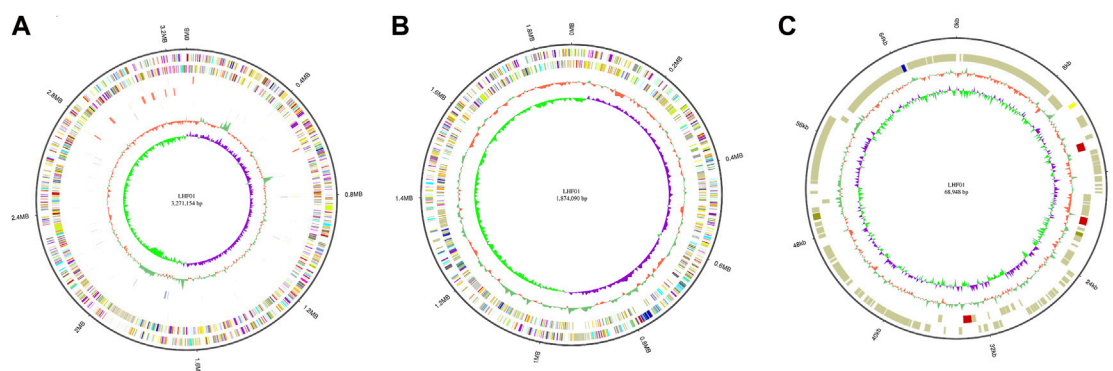 A
0MB
0.4MB
0.8MB
1.2MB
1.6M
2MB
2.4MB
2.8MB
3.2MB
LHF01
3,271,154 bp
B
0MB
0.2MB
0.4MB
0.6MB
0.8MB
1MB
1.2MB
1.4MB
1.6MB
1.8MB
LHF01
1,874,090 bp
C
0kb
8kb
24kb
32kb
40kb
48kb
56kb
64kb
LHF01
68,948 bp